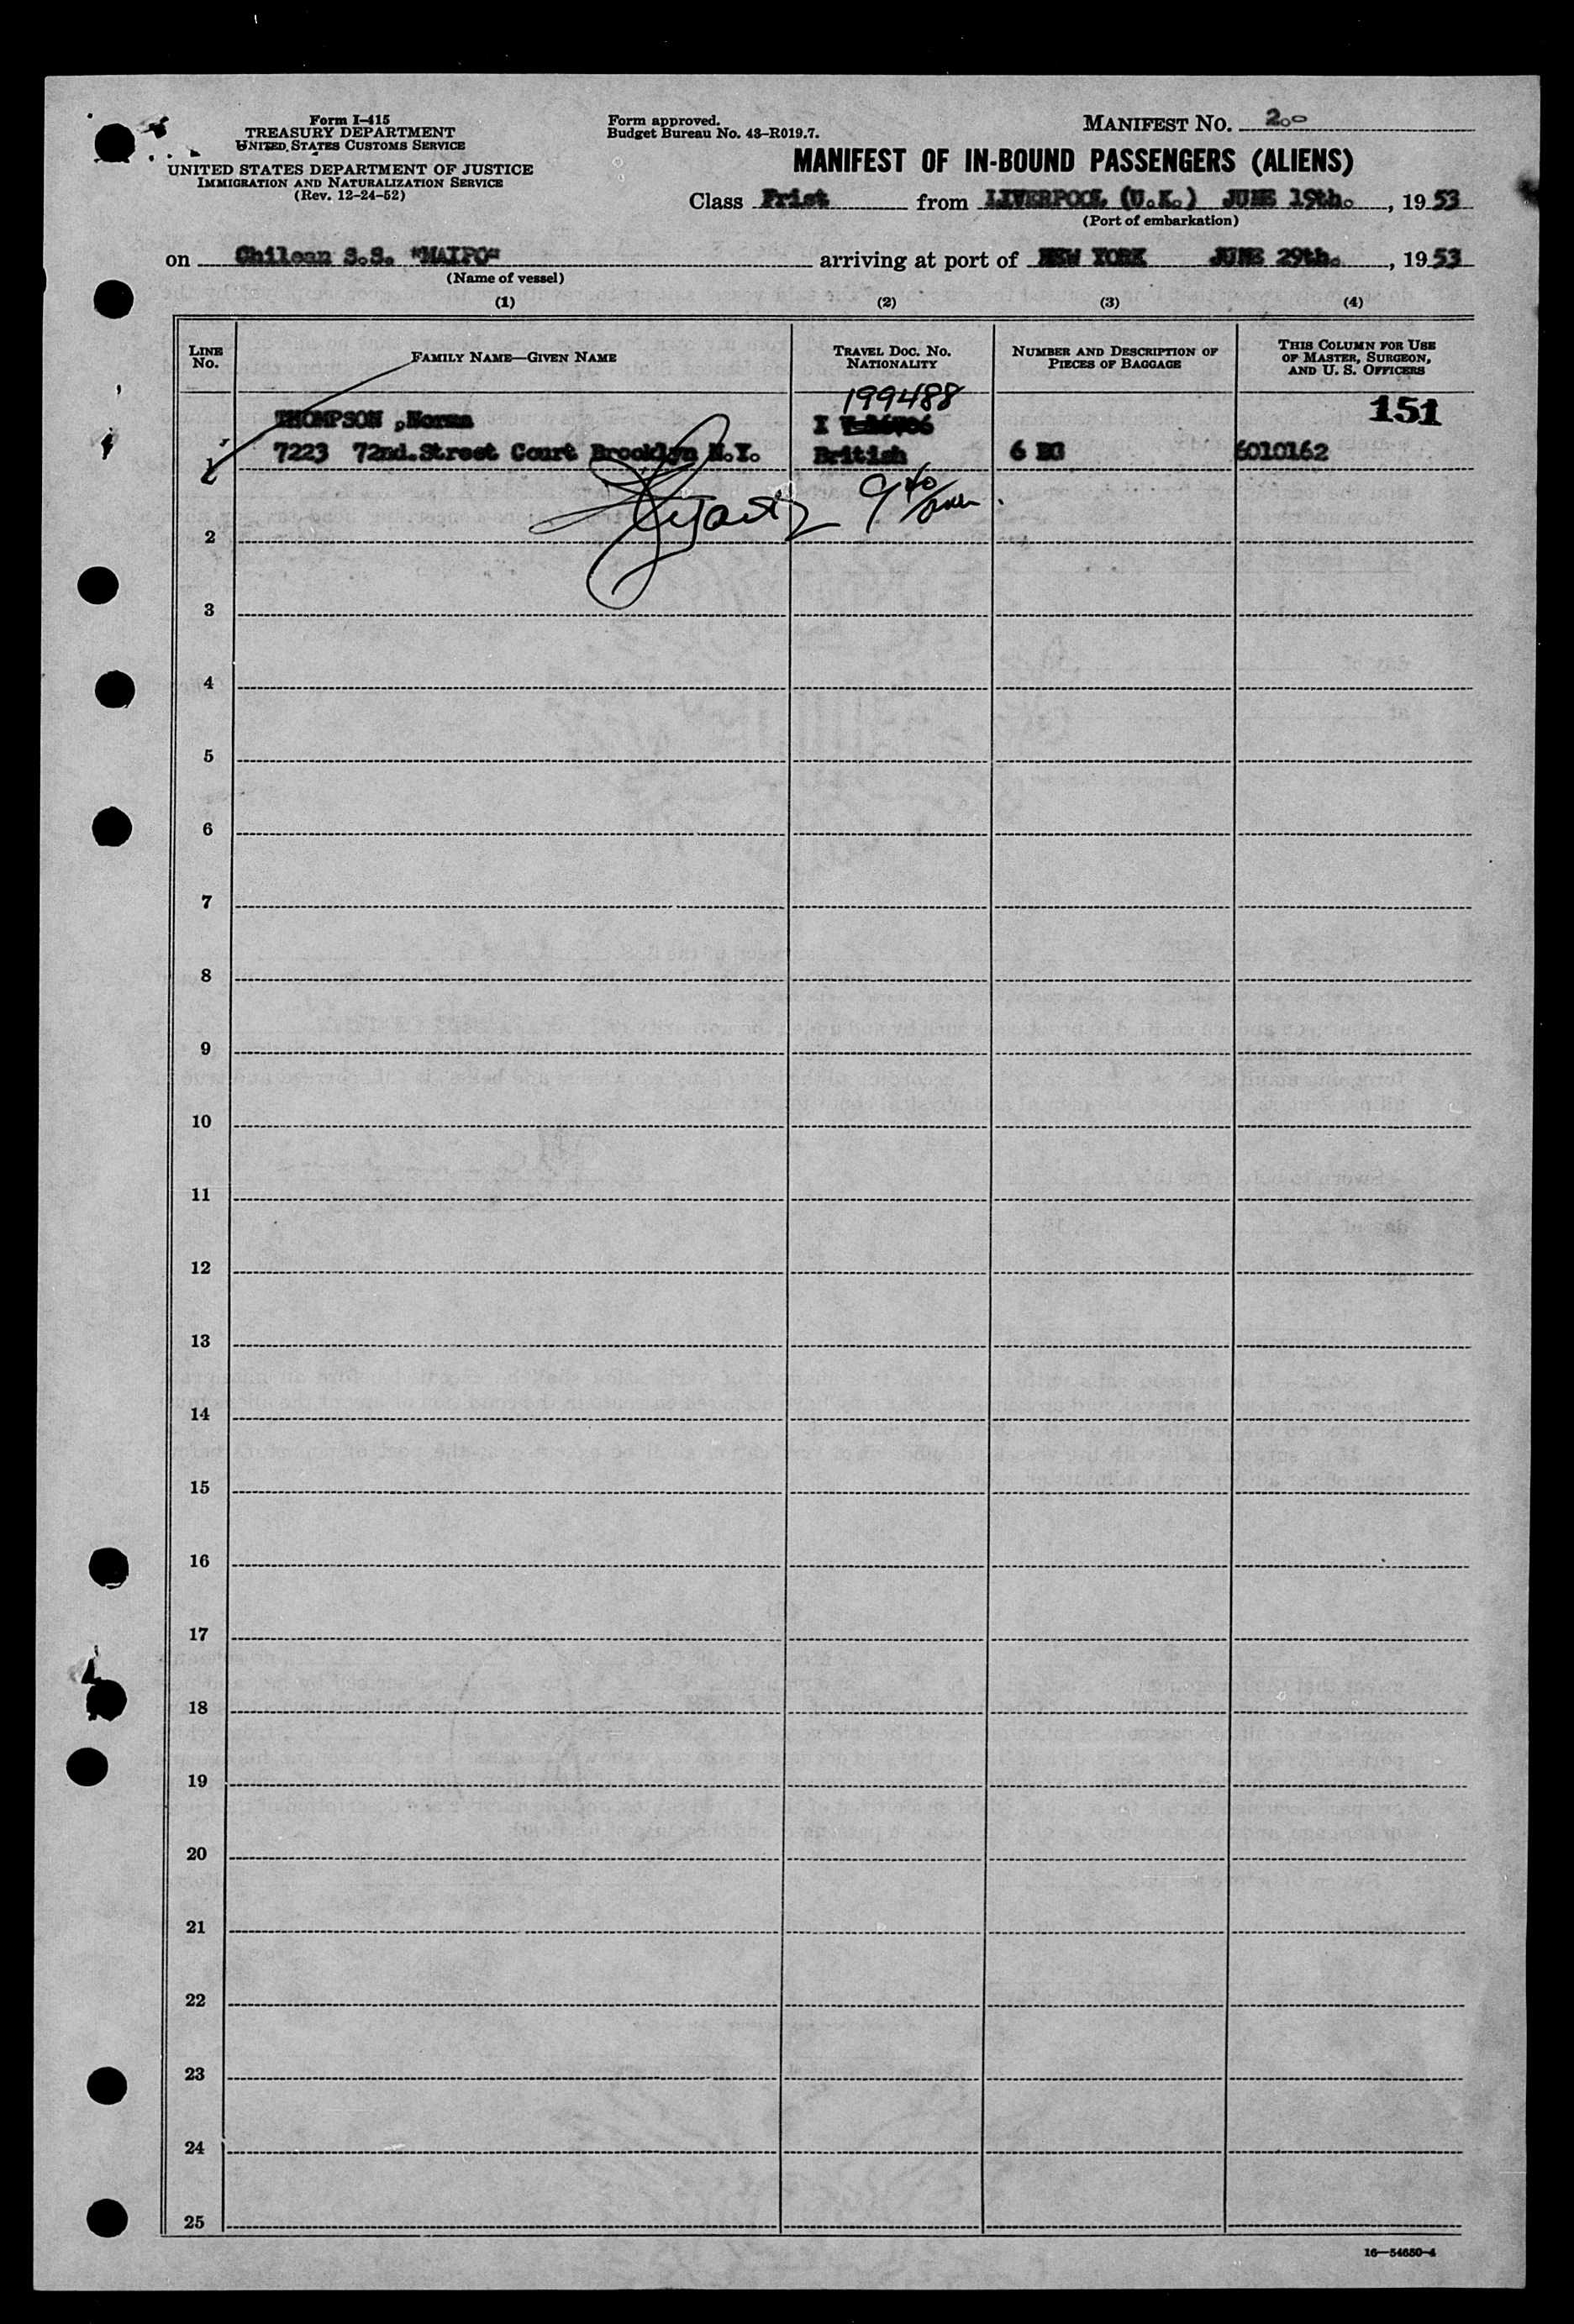 Form I-415
TREASURY DEPARTMENT
UNITED STATES CUSTOMS SERVICE
UNITED STATES DEPARTMENT OF JUSTICE
IMMIGRATION AND NATURALIZATION SERVICE
(Rev. 12-24-52)
Form approved.
Budget Bureau No. 43-R019.7.
MANIFEST NO. 200
MANIFEST OF IN-BOUND PASSENGERS (ALIENS)
Class Frist from LIVERPOOL (U.K.) JUNE 19th. , 19 53
(Port of embarkation)
on Chilean S.S. "MAIPO" arriving at port of NEW YORK JUNE 29th. , 19 53
(Name of vessel)
(1) (2) (3) (4)
LINE NO.
FAMILY NAME—GIVEN NAME
TRAVEL DOC. NO. NATIONALITY
NUMBER AND DESCRIPTION OF PIECES OF BAGGAGE
THIS COLUMN FOR USE OF MASTER, SURGEON, AND U. S. OFFICERS
199488
151
THOMPSON ,Norma I
1 7223 72nd.Street Court Brooklyn N.Y. British 6 BG 6010162
2
3
4
5
6
7
8
9
10
11
12
13
14
15
16
17
18
19
20
21
22
23
24
25
16—54650-4